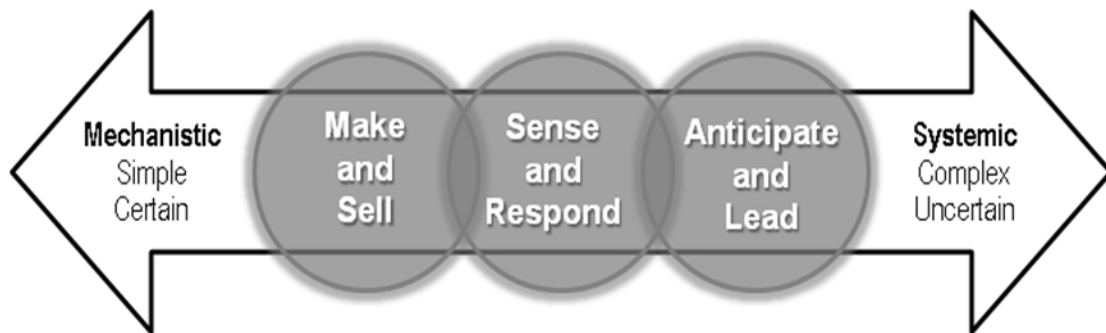 Mechanistic
Simple
Certain
Make
and
Sell
Sense
and
Respond
Anticipate
and
Lead
Systemic
Complex
Uncertain